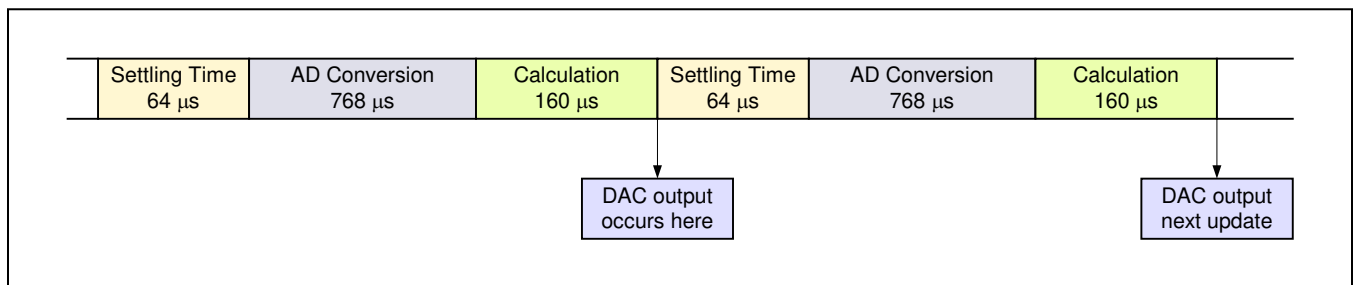 Settling Time
64 μs
AD Conversion
768 μs
Calculation
160 μs
Settling Time
64 μs
AD Conversion
768 μs
Calculation
160 μs
DAC output
occurs here
DAC output
next update